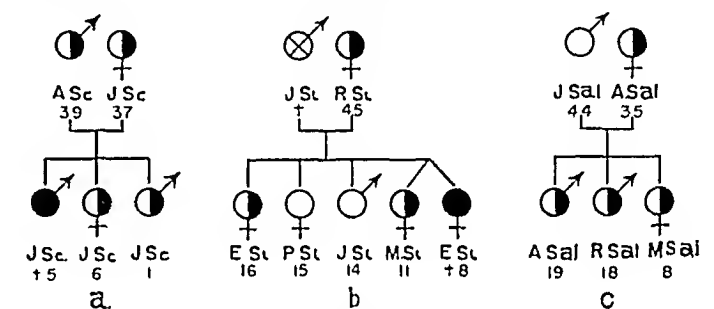 A Sc J Sc J St R St J Sal A Sal
39 37 † 45 44 35
J Sc. J Sc J Sc E St P St J St M. St E St A Sal R Sal M Sal
† 5 6 1 16 15 14 11 † 8 19 18 8
a b c